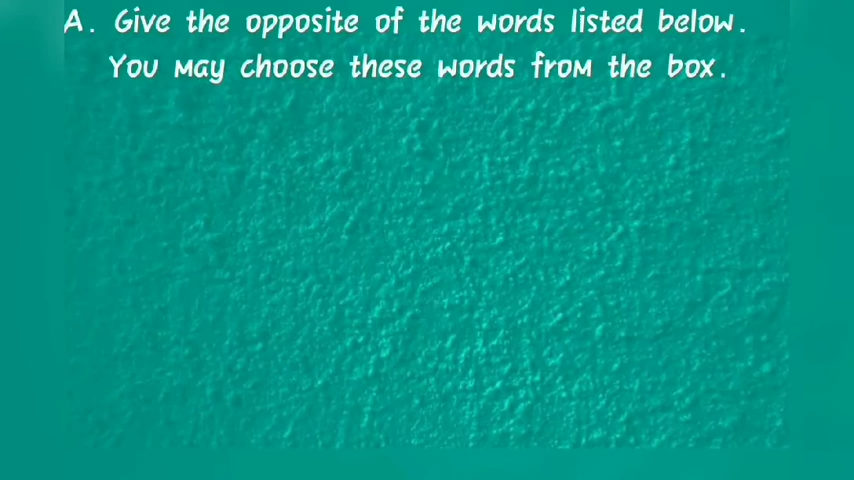 A. Give the opposite of the words listed below.
You may choose these words from the box.